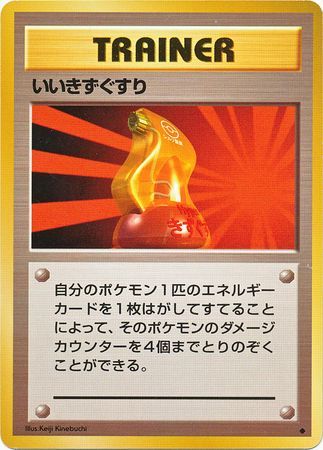 TRAINER
いいきずぐすり
自分のポケモン1匹のエネルギー
カードを1枚はがしてすてることに
よって、そのポケモンのダメージ
カウンターを4個までとりのぞく
ことができる。
Illus.Keiji Kinebuchi